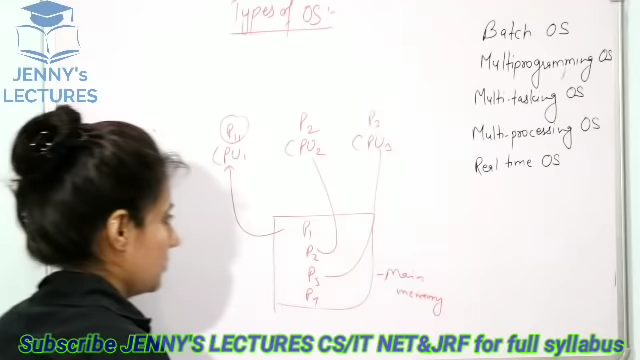 Types of OS:-
JENNY's
LECTURES
Batch OS
Multiprogramming OS
Multi-tasking OS
Multi-processing OS
Real time OS
P1, P2 P3
CPU1 CPU2 CPU3
P1
P2
P3
P4
- Main
memory
Subscribe JENNY'S LECTURES CS/IT NET&JRF for full syllabus